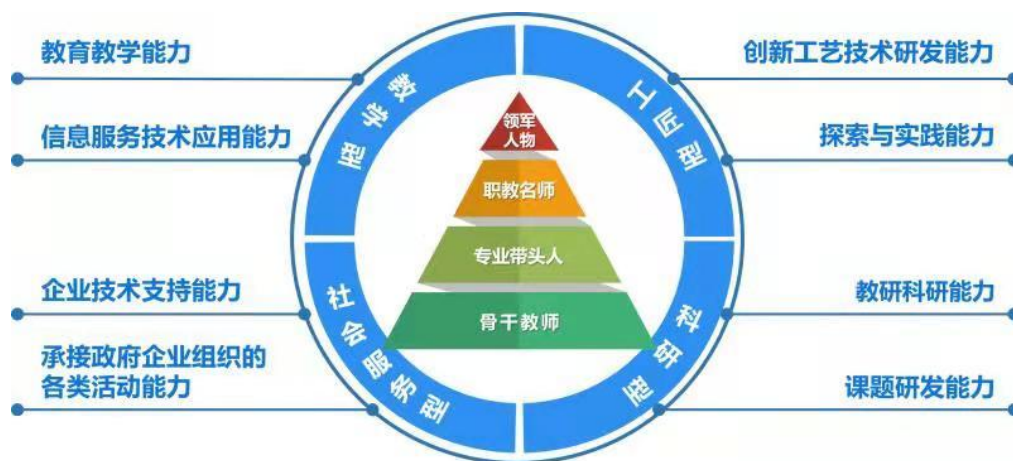 教育教学能力
信息服务技术应用能力
企业技术支持能力
承接政府企业组织的
各类活动能力
教学型
工匠型
社会服务型
科研型
领军
人物
职教名师
专业带头人
骨干教师
创新工艺技术研发能力
探索与实践能力
教研科研能力
课题研发能力